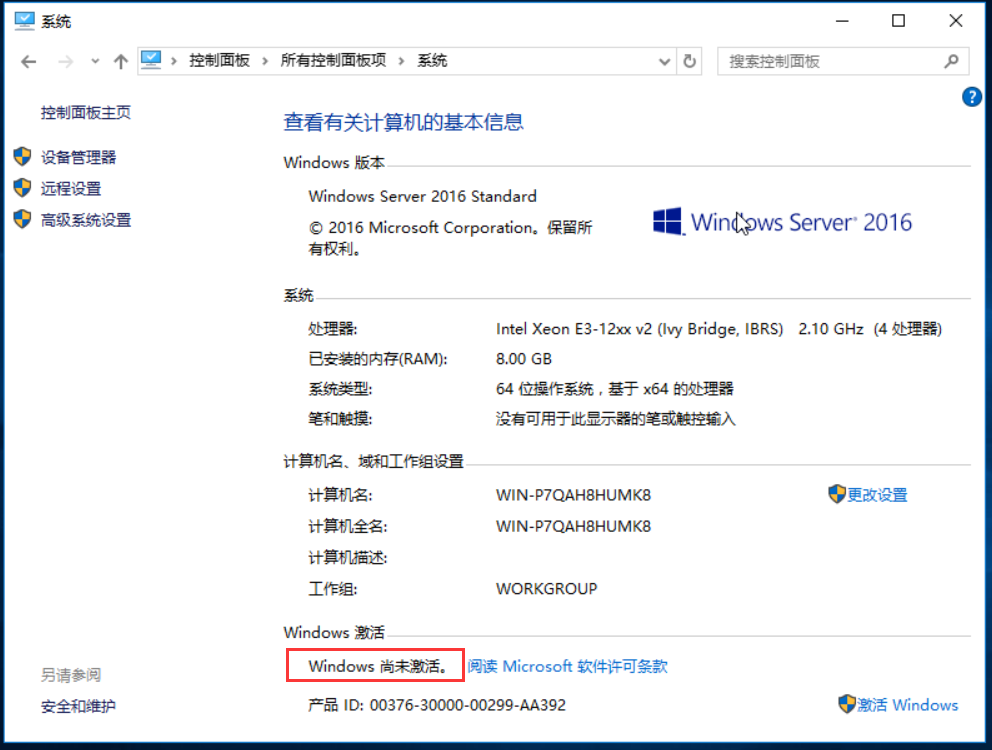 系统
控制面板 › 所有控制面板项 › 系统
搜索控制面板
控制面板主页
设备管理器
远程设置
高级系统设置
查看有关计算机的基本信息
Windows 版本
Windows Server 2016 Standard
© 2016 Microsoft Corporation。保留所
有权利。
Windows Server® 2016
系统
处理器: Intel Xeon E3-12xx v2 (Ivy Bridge, IBRS) 2.10 GHz (4 处理器)
已安装的内存(RAM): 8.00 GB
系统类型: 64 位操作系统，基于 x64 的处理器
笔和触摸: 没有可用于此显示器的笔或触控输入
计算机名、域和工作组设置
计算机名: WIN-P7QAH8HUMK8 更改设置
计算机全名: WIN-P7QAH8HUMK8
计算机描述:
工作组: WORKGROUP
Windows 激活
Windows 尚未激活。 阅读 Microsoft 软件许可条款
产品 ID: 00376-30000-00299-AA392 激活 Windows
另请参阅
安全和维护